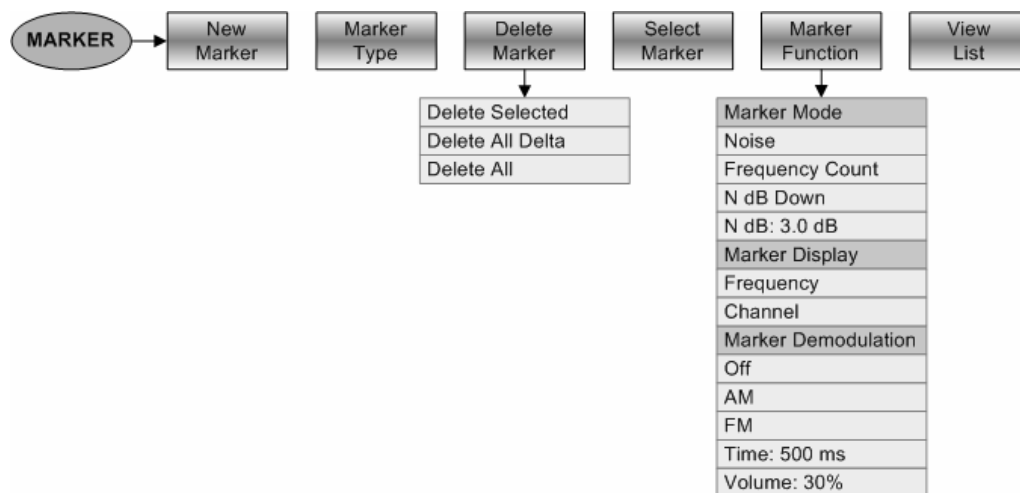 MARKER
New
Marker
Marker
Type
Delete
Marker
Select
Marker
Marker
Function
View
List
Delete Selected
Delete All Delta
Delete All
Marker Mode
Noise
Frequency Count
N dB Down
N dB: 3.0 dB
Marker Display
Frequency
Channel
Marker Demodulation
Off
AM
FM
Time: 500 ms
Volume: 30%